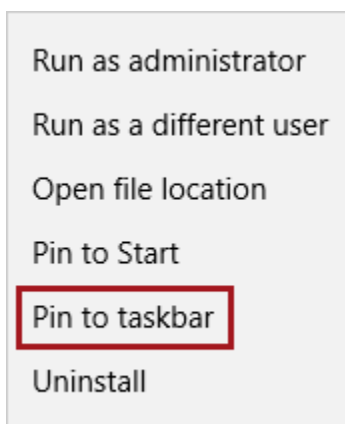 Run as administrator
Run as a different user
Open file location
Pin to Start
Pin to taskbar
Uninstall